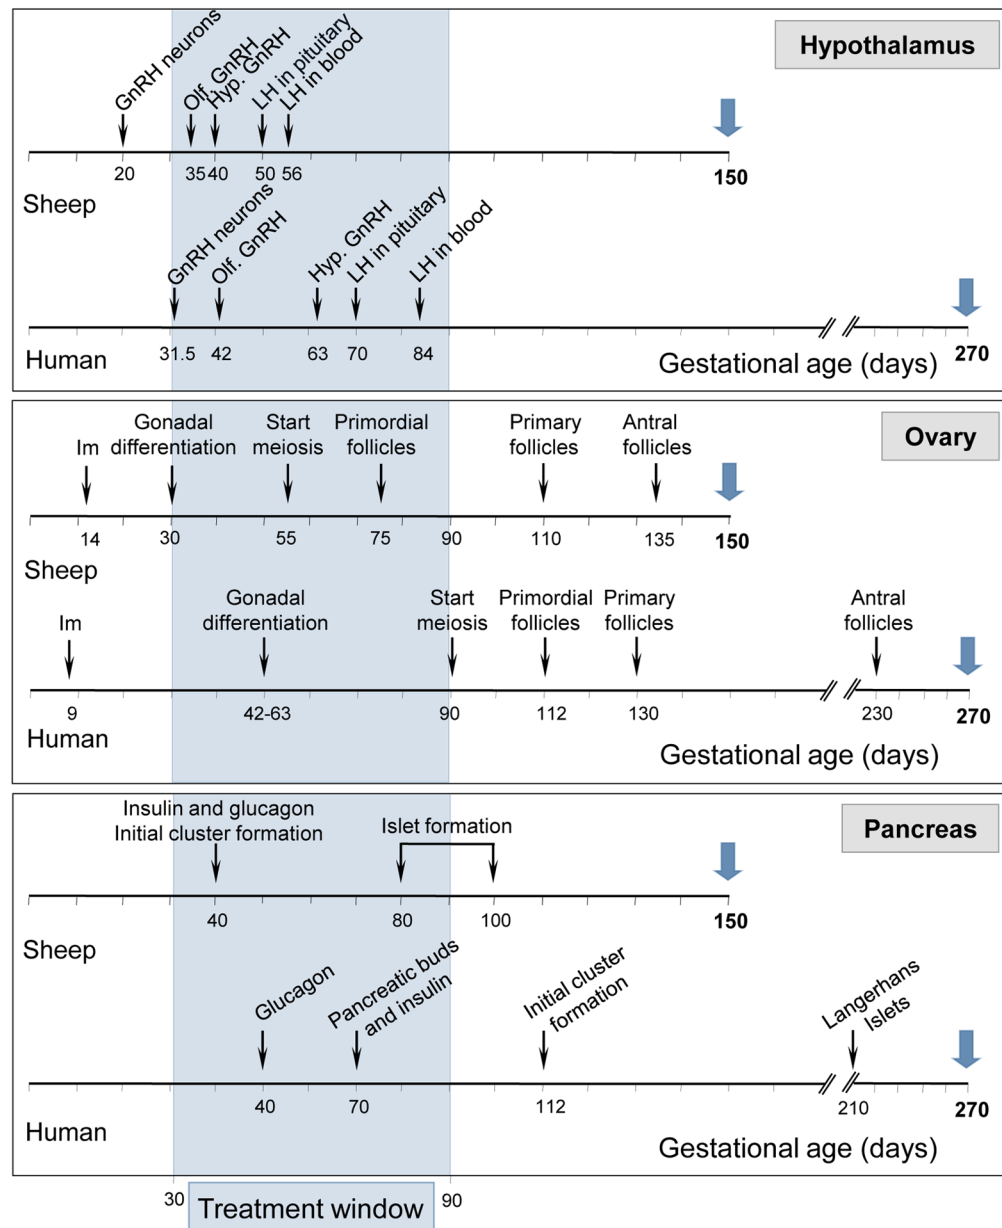 Hypothalamus
GnRH neurons
Olf. GnRH
Hyp. GnRH
LH in pituitary
LH in blood
20
35
40
50
56
150
Sheep
GnRH neurons
Olf. GnRH
Hyp. GnRH
LH in pituitary
LH in blood
31.5
42
63
70
84
270
Human
Gestational age (days)
Ovary
Im
Gonadal
differentiation
Start
meiosis
Primordial
follicles
Primary
follicles
Antral
follicles
14
30
55
75
90
110
135
150
Sheep
Im
Gonadal
differentiation
Start
meiosis
Primordial
follicles
Primary
follicles
Antral
follicles
9
42-63
90
112
130
230
270
Human
Gestational age (days)
Pancreas
Insulin and glucagon
Initial cluster formation
Islet formation
40
80
100
150
Sheep
Glucagon
Pancreatic buds
and insulin
Initial cluster
formation
Langerhans
Islets
40
70
112
210
270
Human
Gestational age (days)
30
Treatment window
90